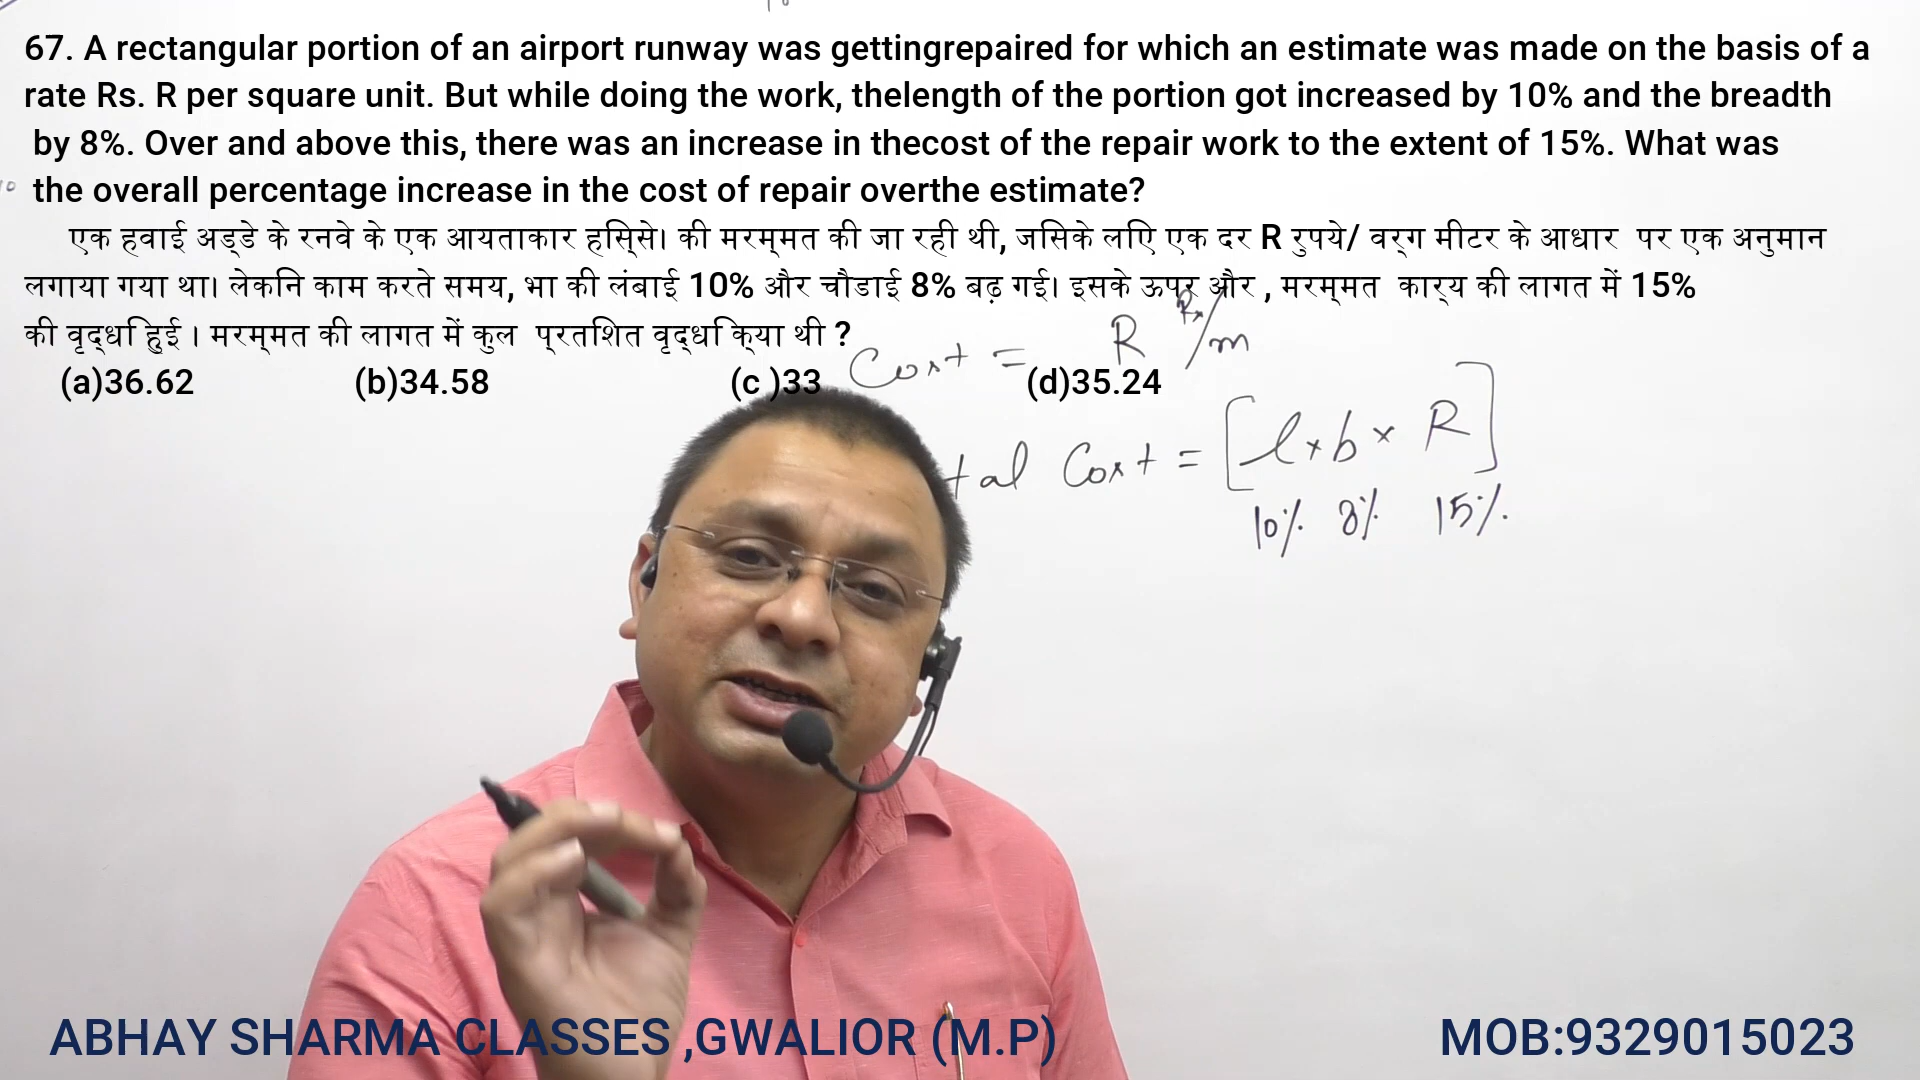 67. A rectangular portion of an airport runway was gettingrepaired for which an estimate was made on the basis of a
rate Rs. R per square unit. But while doing the work, thelength of the portion got increased by 10% and the breadth
by 8%. Over and above this, there was an increase in thecost of the repair work to the extent of 15%. What was
the overall percentage increase in the cost of repair overthe estimate?
एक हवाई अड्डे के रनवे के एक आयताकार हिस्से। की मरम्मत की जा रही थी, जिसके लिए एक दर R रुपये/ वर्ग मीटर के आधार पर एक अनुमान
लगाया गया था। लेकिन काम करते समय, भा की लंबाई 10% और चौडाई 8% बढ़ गई। इसके ऊपर और , मरम्मत कार्य की लागत में 15%
की वृद्धि हुई । मरम्मत की लागत में कुल प्रतिशत वृद्धि क्या थी ?
Cost = R Rs/m
(a)36.62 (b)34.58 (c )33 (d)35.24
tal Cost = [l x b x R]
10% 8% 15%
ABHAY SHARMA CLASSES ,GWALIOR (M.P) MOB:9329015023